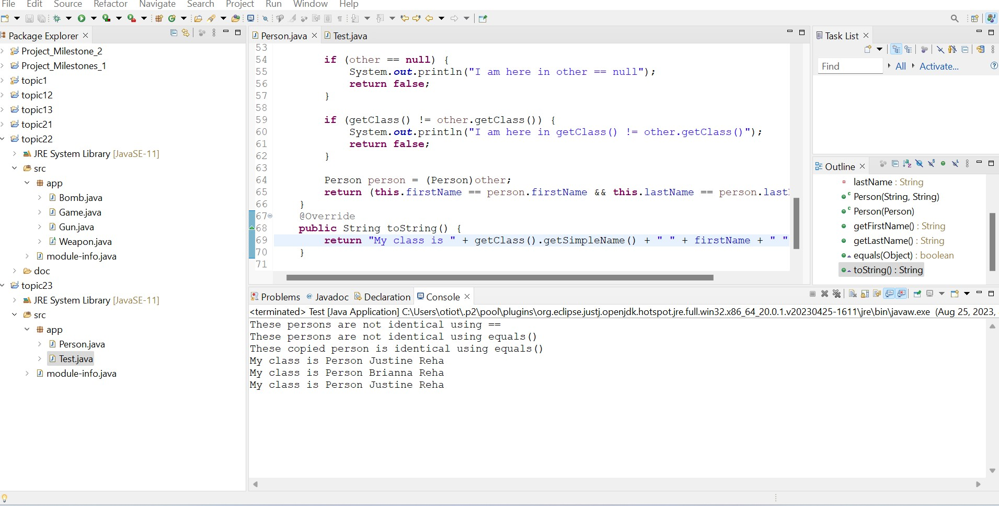 File Edit Source Refactor Navigate Search Project Run Window Help
Package Explorer
Project_Milestone_2
Project_Milestones_1
topic1
topic12
topic13
topic21
topic22
JRE System Library [JavaSE-11]
src
app
Bomb.java
Game.java
Gun.java
Weapon.java
module-info.java
doc
topic23
JRE System Library [JavaSE-11]
src
app
Person.java
Test.java
module-info.java
Person.java Test.java
53
54 if (other == null) {
55 System.out.println("I am here in other == null");
56 return false;
57 }
58
59 if (getClass() != other.getClass()) {
60 System.out.println("I am here in getClass() != other.getClass()");
61 return false;
62 }
63
64 Person person = (Person)other;
65 return (this.firstName == person.firstName && this.lastName == person.last
66 }
67 @Override
68 public String toString() {
69 return "My class is " + getClass().getSimpleName() + " " + firstName + " "
70 }
71
Task List
Find All Activate...
Outline
lastName : String
Person(String, String)
Person(Person)
getFirstName() : String
getLastName() : String
equals(Object) : boolean
toString() : String
Problems @ Javadoc Declaration Console
<terminated> Test [Java Application] C:\Users\otiot\.p2\pool\plugins\org.eclipse.justj.openjdk.hotspot.jre.full.win32.x86_64_20.0.1.v20230425-1611\jre\bin\javaw.exe (Aug 25, 2023,
These persons are not identical using ==
These persons are not identical using equals()
These copied person is identical using equals()
My class is Person Justine Reha
My class is Person Brianna Reha
My class is Person Justine Reha